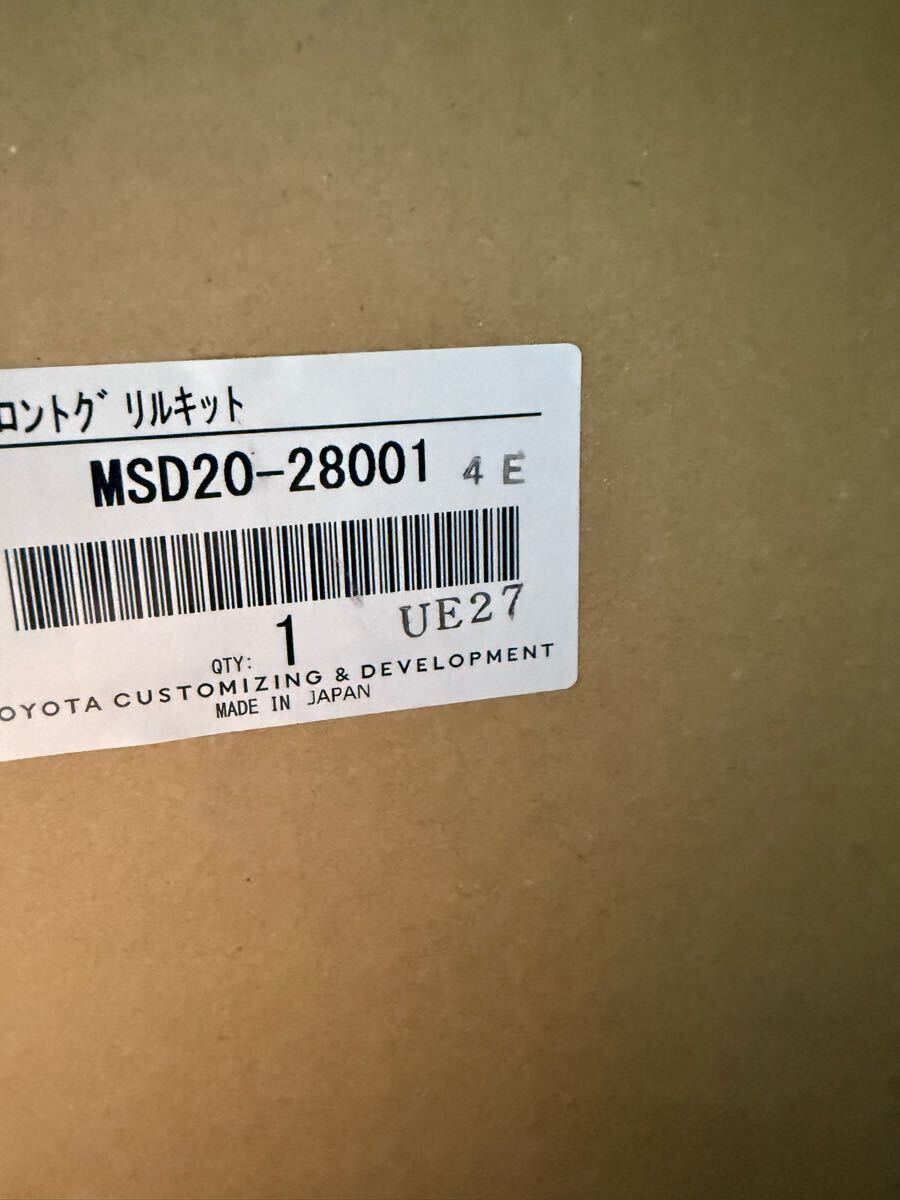 ロントグリルキット
MSD20-28001 4E
QTY: 1 UE27
OYOTA CUSTOMIZING & DEVELOPMENT
MADE IN JAPAN